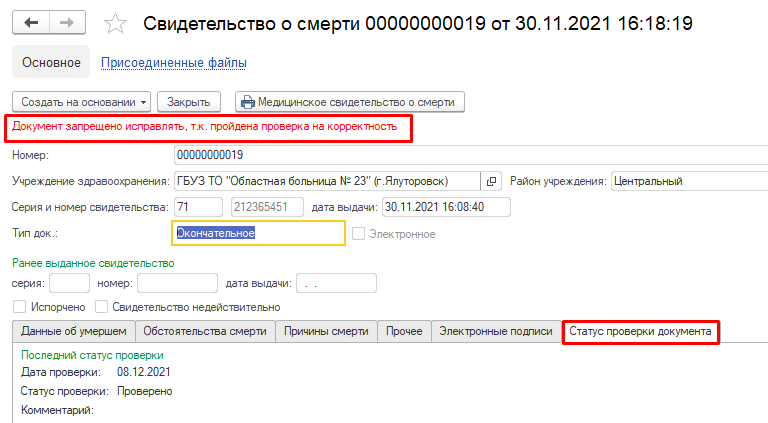 Свидетельство о смерти 00000000019 от 30.11.2021 16:18:19
Основное Присоединенные файлы
Создать на основании Закрыть Медицинское свидетельство о смерти
Документ запрещено исправлять, т.к. пройдена проверка на корректность
Номер: 00000000019
Учреждение здравоохранения: ГБУЗ ТО "Областная больница № 23" (г.Ялуторовск) Район учреждения: Центральный
Серия и номер свидетельства: 71 212365451 дата выдачи: 30.11.2021 16:08:40
Тип док.: Окончательное Электронное
Ранее выданное свидетельство
серия: номер: дата выдачи: . .
Испорчено Свидетельство недействительно
Данные об умершем Обстоятельства смерти Причины смерти Прочее Электронные подписи Статус проверки документа
Последний статус проверки
Дата проверки: 08.12.2021
Статус проверки: Проверено
Комментарий: